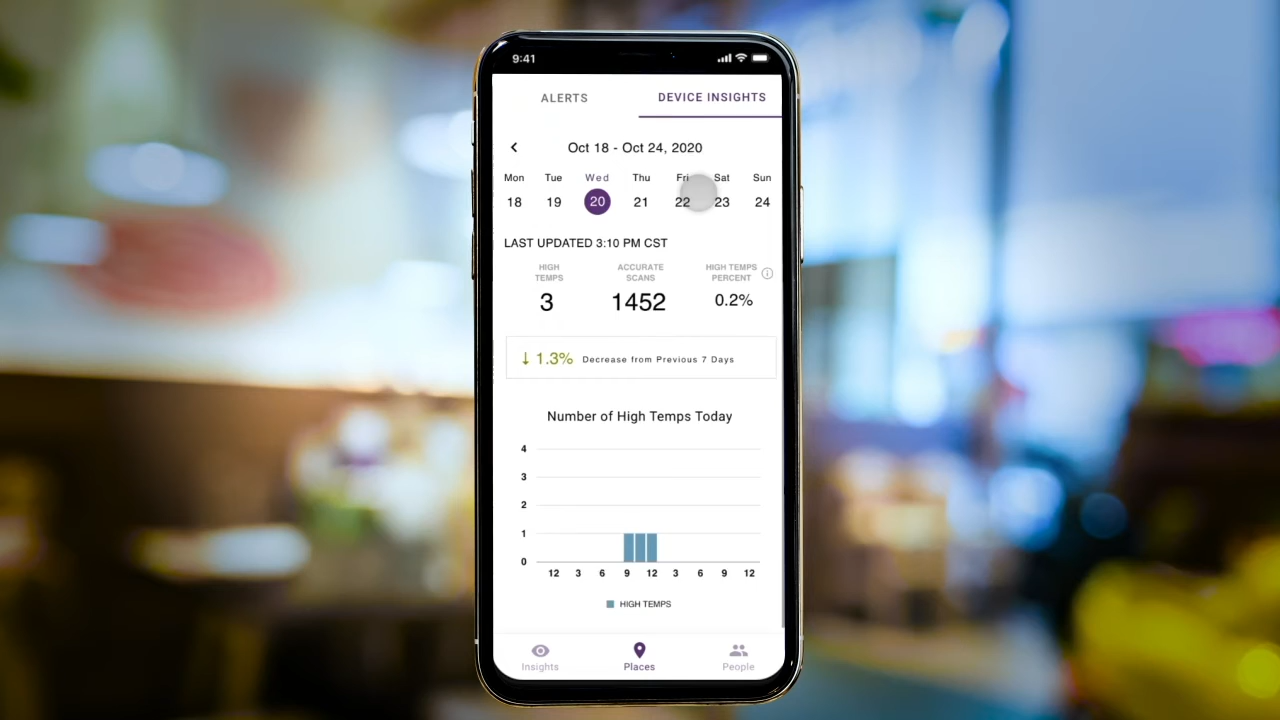 9:41
ALERTS DEVICE INSIGHTS
Oct 18 - Oct 24, 2020
Mon Tue Wed Thu Fri Sat Sun
18 19 20 21 22 23 24
LAST UPDATED 3:10 PM CST
HIGH TEMPS ACCURATE SCANS HIGH TEMPS PERCENT
3 1452 0.2%
↓ 1.3% Decrease from Previous 7 Days
Number of High Temps Today
4
3
2
1
0
12 3 6 9 12 3 6 9 12
HIGH TEMPS
Insights Places People